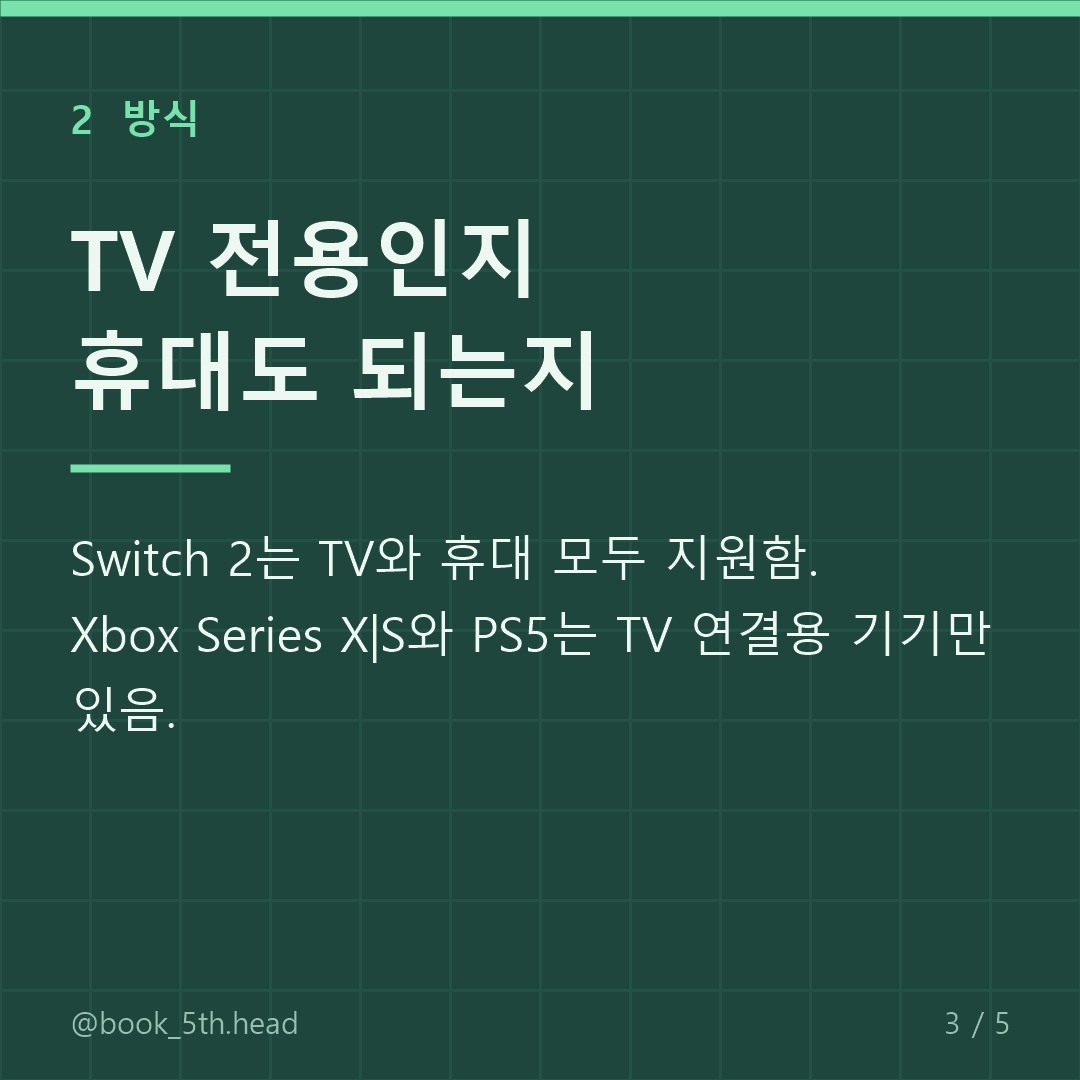 2 방식
TV 전용인지
휴대도 되는지
Switch 2는 TV와 휴대 모두 지원함.
Xbox Series X|S와 PS5는 TV 연결용 기기만
있음.
@book_5th.head
3 / 5